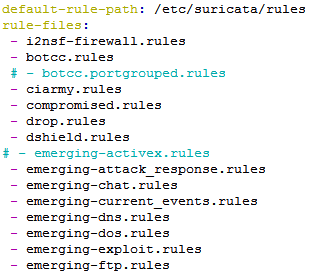 default-rule-path: /etc/suricata/rules
rule-files:
 - i2nsf-firewall.rules
 - botcc.rules
 # - botcc.portgrouped.rules
 - ciarmy.rules
 - compromised.rules
 - drop.rules
 - dshield.rules
# - emerging-activex.rules
 - emerging-attack_response.rules
 - emerging-chat.rules
 - emerging-current_events.rules
 - emerging-dns.rules
 - emerging-dos.rules
 - emerging-exploit.rules
 - emerging-ftp.rules